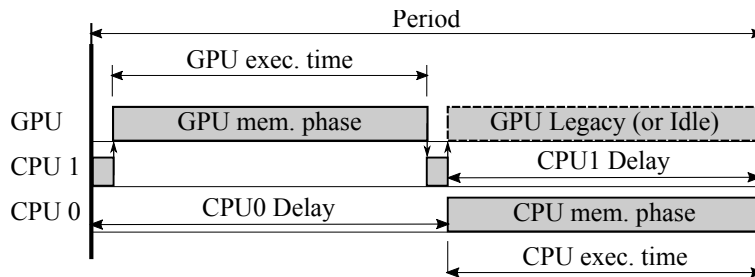 Period
GPU exec. time
GPU GPU mem. phase GPU Legacy (or Idle)
CPU 1 CPU1 Delay
CPU 0 CPU0 Delay CPU mem. phase
CPU exec. time